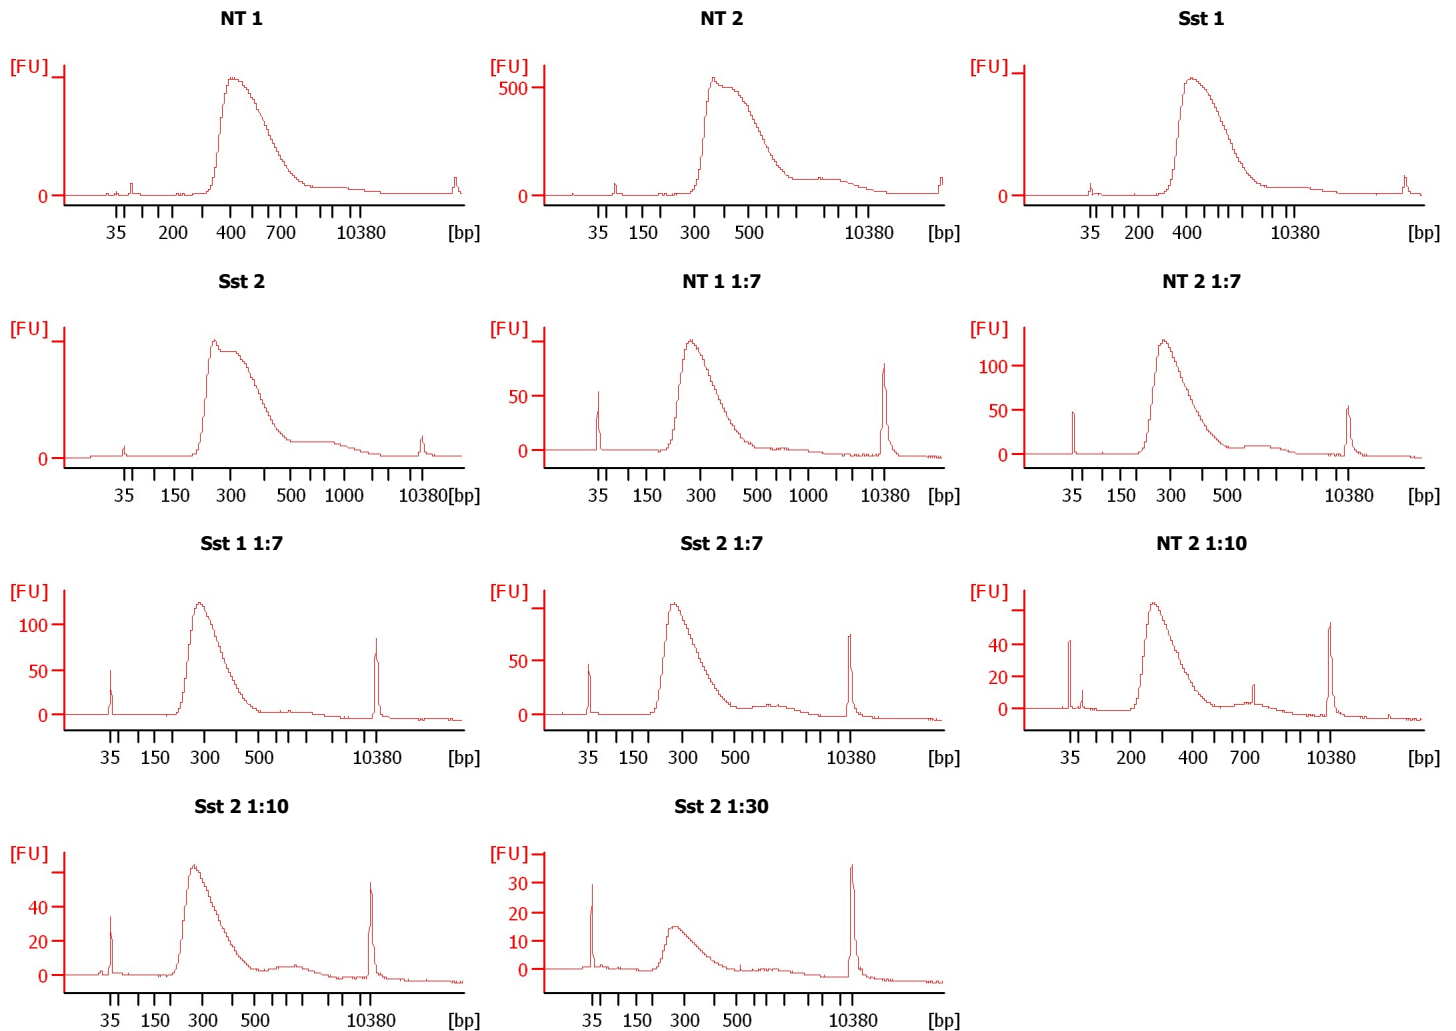 NT 1
NT 2
Sst 1
[FU]
0
35 200 400 700 10380 [bp]
[FU]
500
0
35 150 300 500 10380 [bp]
[FU]
0
35 200 400 10380 [bp]
Sst 2
NT 1 1:7
NT 2 1:7
[FU]
0
35 150 300 500 1000 10380 [bp]
[FU]
50
0
35 150 300 500 1000 10380 [bp]
[FU]
100
50
0
35 150 300 500 10380 [bp]
Sst 1 1:7
Sst 2 1:7
NT 2 1:10
[FU]
100
50
0
35 150 300 500 10380 [bp]
[FU]
50
0
35 150 300 500 10380 [bp]
[FU]
40
20
0
35 200 400 700 10380 [bp]
Sst 2 1:10
Sst 2 1:30
[FU]
40
20
0
35 150 300 500 10380 [bp]
[FU]
30
20
10
0
35 150 300 500 10380 [bp]